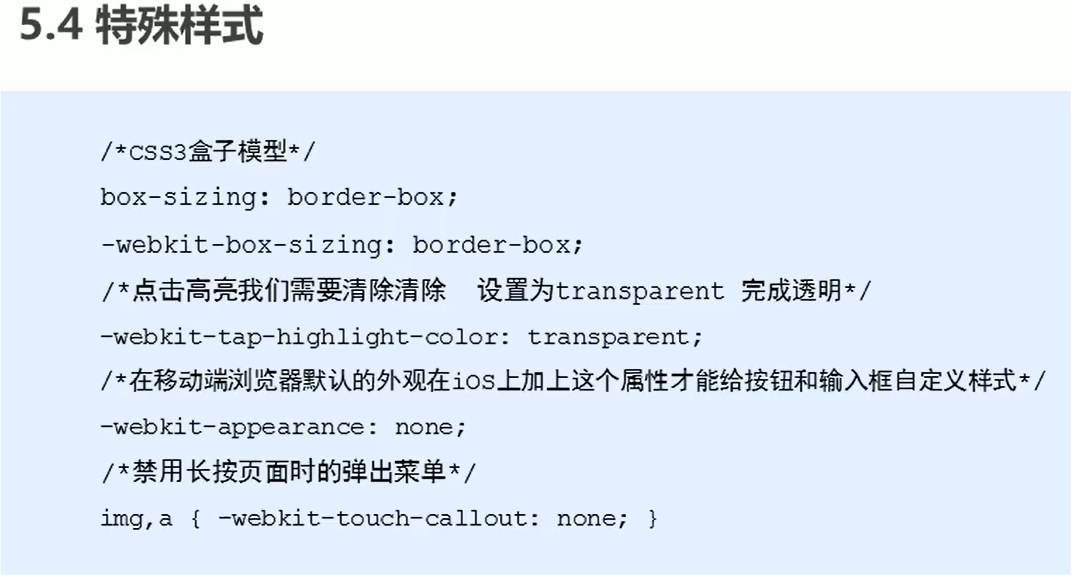 5.4 特殊样式
/*CSS3盒子模型*/
box-sizing: border-box;
-webkit-box-sizing: border-box;
/*点击高亮我们需要清除清除  设置为transparent 完成透明*/
-webkit-tap-highlight-color: transparent;
/*在移动端浏览器默认的外观在iOS上加上这个属性才能给按钮和输入框自定义样式*/
-webkit-appearance: none;
/*禁用长按页面时的弹出菜单*/
img,a { -webkit-touch-callout: none; }